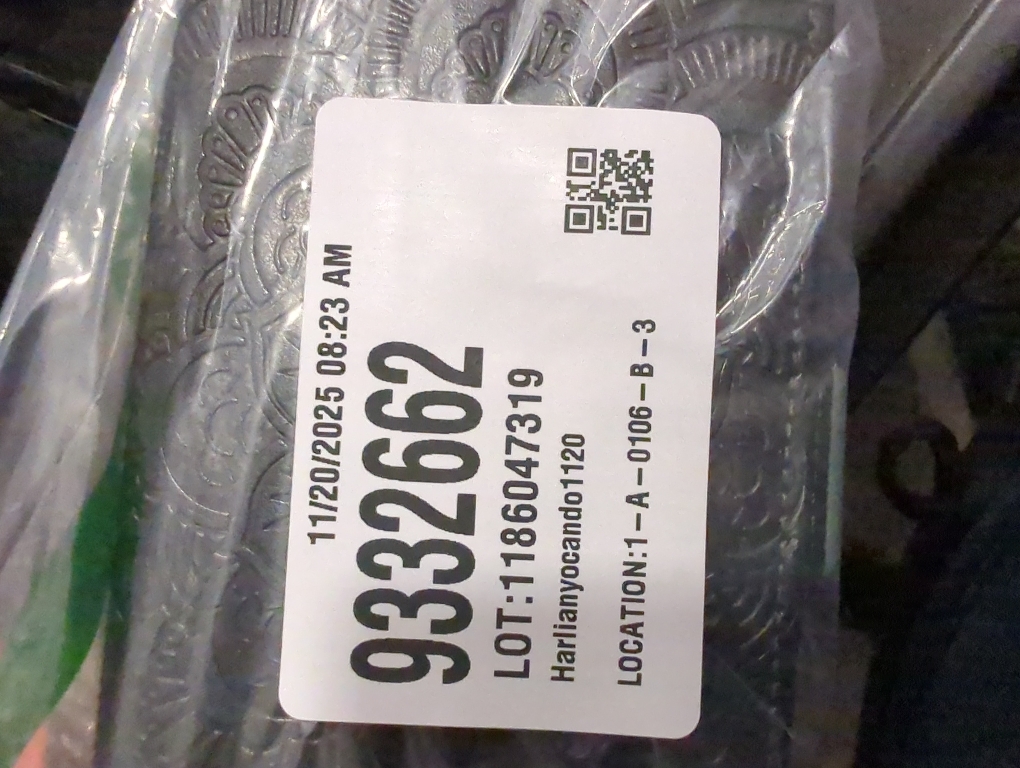 11/20/2025 08:23 AM
9332662
LOT:1186047319
Harlianyocando1120
LOCATION:1-A-0106-B-3